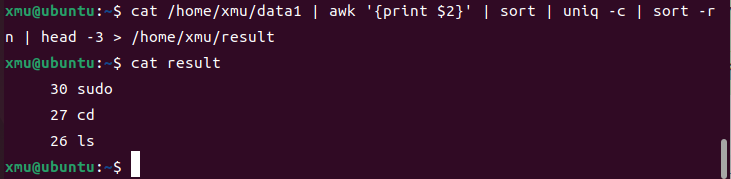 xmu@ubuntu:~$ cat /home/xmu/data1 | awk '{print $2}' | sort | uniq -c | sort -r
n | head -3 > /home/xmu/result
xmu@ubuntu:~$ cat result
     30 sudo
     27 cd
     26 ls
xmu@ubuntu:~$